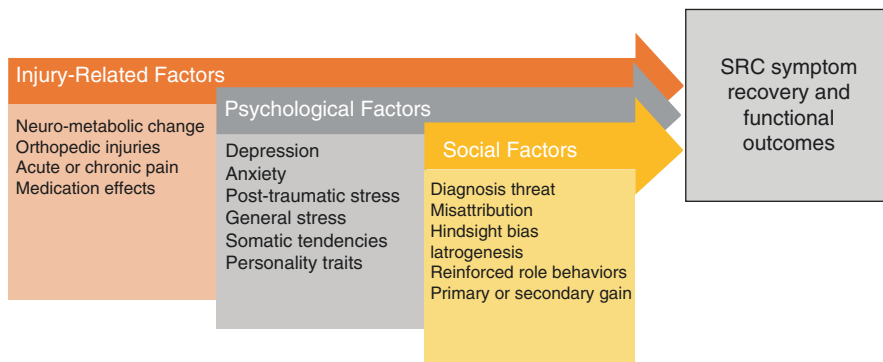 Injury-Related Factors
Neuro-metabolic change
Orthopedic injuries
Acute or chronic pain
Medication effects
Psychological Factors
Depression
Anxiety
Post-traumatic stress
General stress
Somatic tendencies
Personality traits
Social Factors
Diagnosis threat
Misattribution
Hindsight bias
Iatrogenesis
Reinforced role behaviors
Primary or secondary gain
SRC symptom
recovery and
functional
outcomes